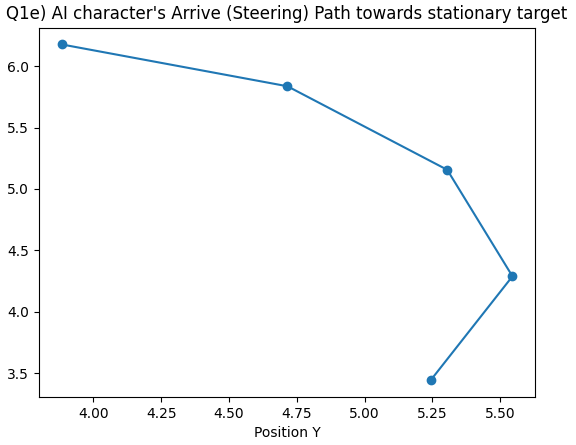 Q1e) AI character's Arrive (Steering) Path towards stationary target
6.0
5.5
5.0
4.5
4.0
3.5
4.00 4.25 4.50 4.75 5.00 5.25 5.50
Position Y